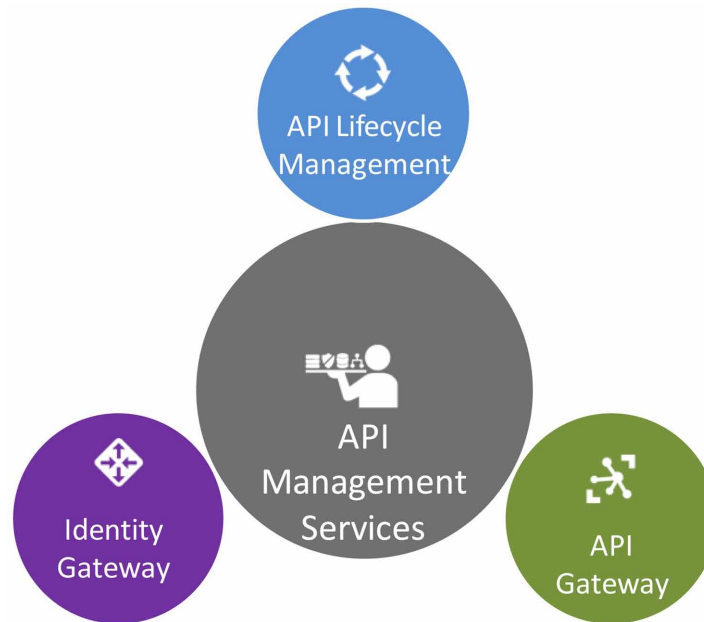 API Lifecycle
Management
API
Management
Services
Identity
Gateway
API
Gateway